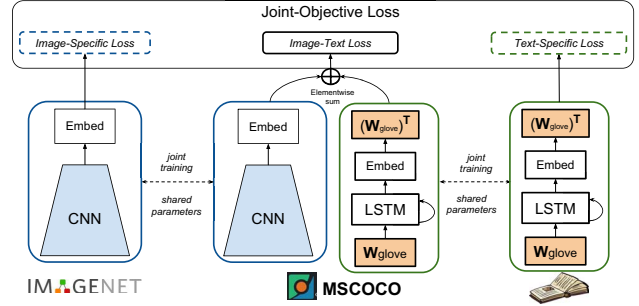 Joint-Objective Loss
Image-Specific Loss
Image-Text Loss
Text-Specific Loss
Elementwise
sum
Embed
CNN
joint
training
shared
parameters
Embed
CNN
(Wglove)T
Embed
LSTM
Wglove
joint
training
shared
parameters
(Wglove)T
Embed
LSTM
Wglove
IMAGENET
MSCOCO